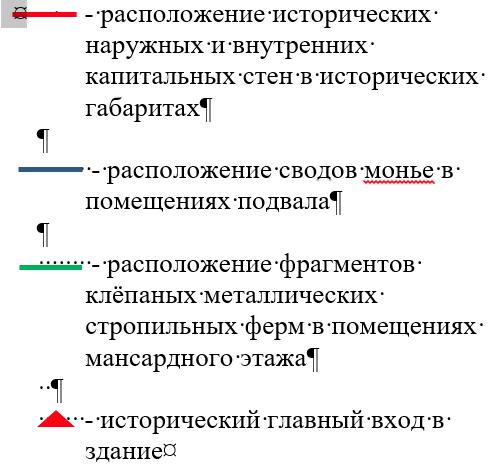 - расположение исторических
наружных и внутренних
капитальных стен в исторических
габаритах¶
¶
- расположение сводов монье в
помещениях подвала¶
¶
- расположение фрагментов
клёпаных металлических
стропильных ферм в помещениях
мансардного этажа¶
¶
- исторический главный вход в
здание¤